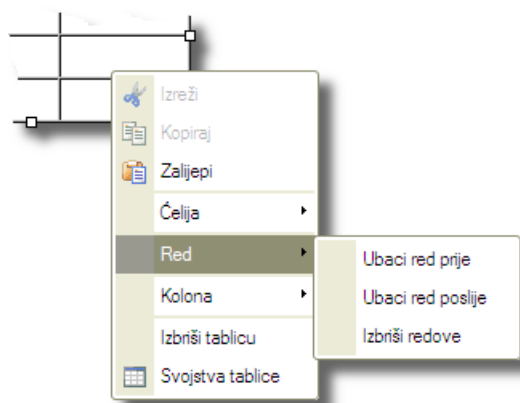 Izreži
Kopiraj
Zalijepi
Ćelija
Red
Kolona
Izbriši tablicu
Svojstva tablice
Ubaci red prije
Ubaci red poslije
Izbriši redove